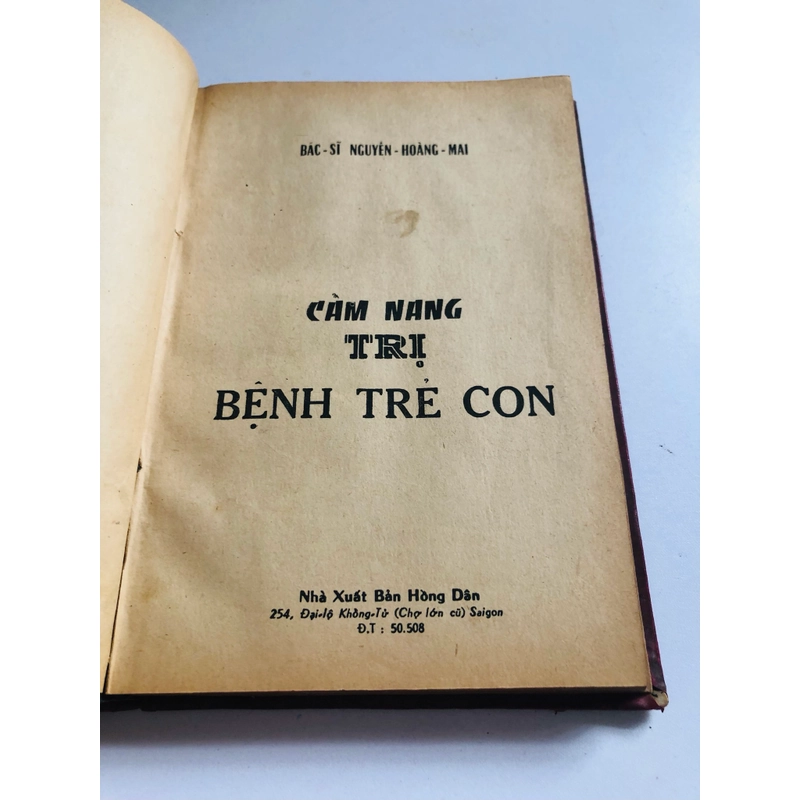 BÁC - SĨ NGUYỄN - HOÀNG - MAI
CẨM NANG
TRỊ
BỆNH TRẺ CON
Nhà Xuất Bản Hồng Dân
254, Đại-lộ Khổng-Tử (Chợ lớn cũ) Saigon
Đ.T : 50.508